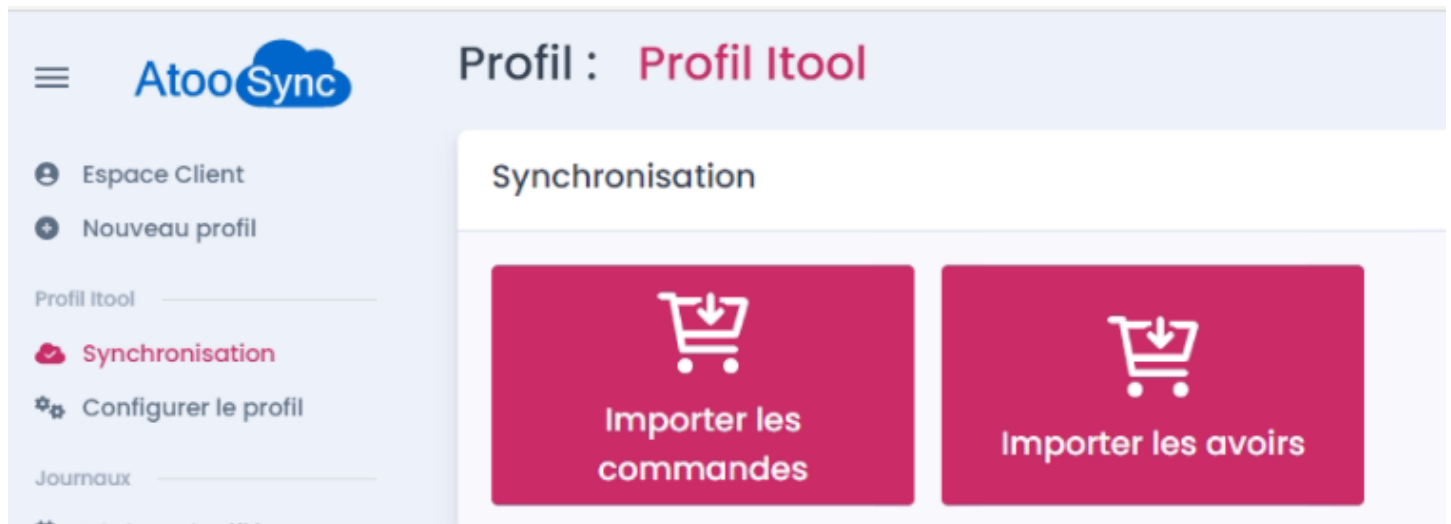 AtooSync
Profil : Profil Itool
Espace Client
Nouveau profil
Profil Itool
Synchronisation
Configurer le profil
Journaux
Synchronisation
Importer les
commandes
Importer les avoirs